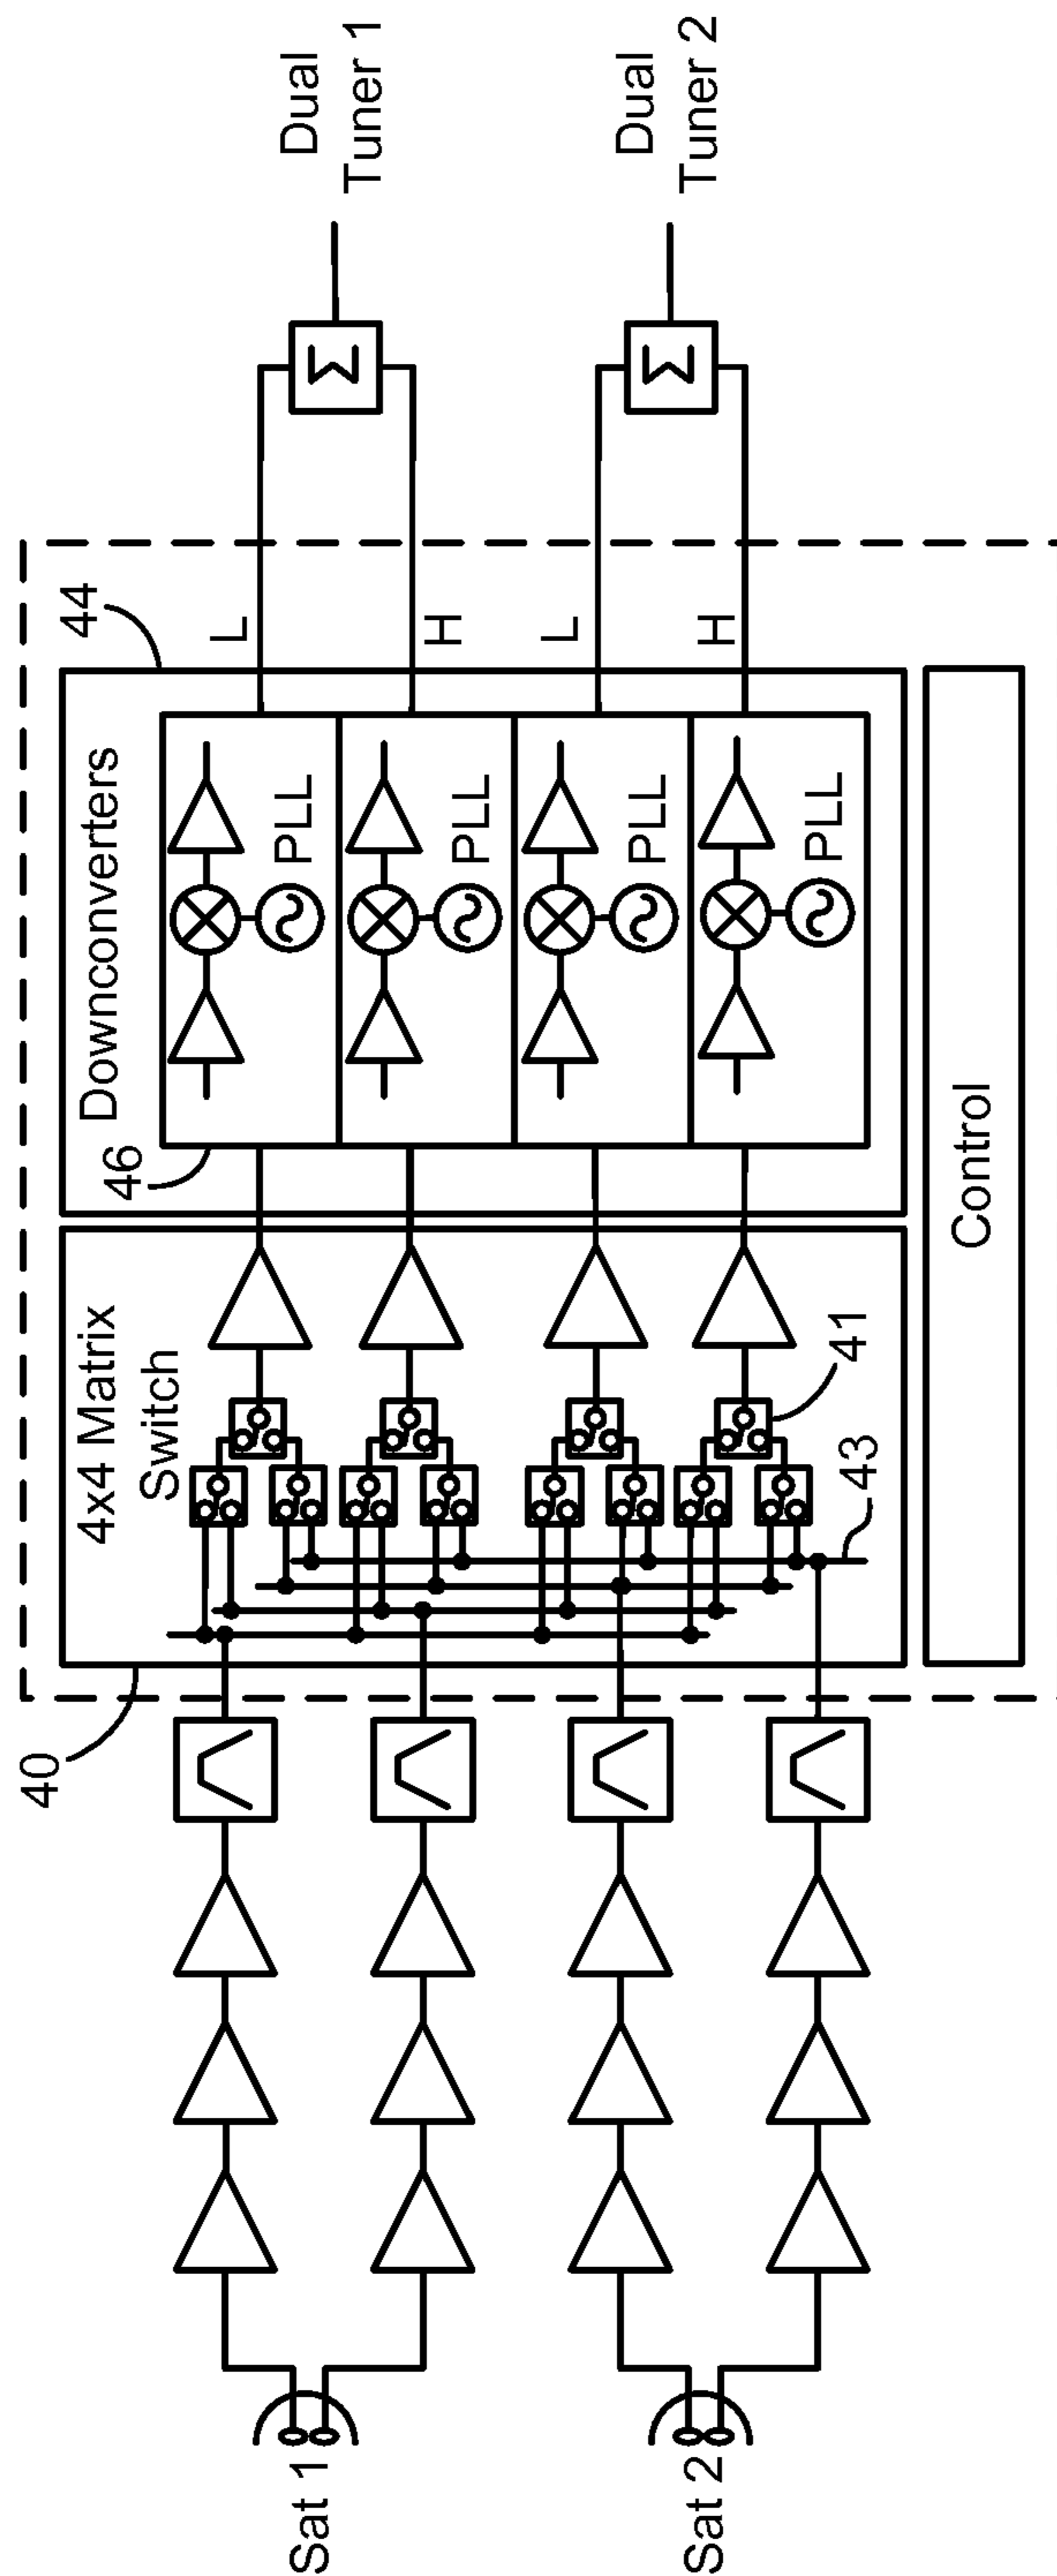 Sat 1
Sat 2
40
4x4 Matrix
Switch
41
43
44
Downconverters
46
PLL
PLL
PLL
PLL
Control
L
H
L
H
Σ
Σ
Dual
Tuner 1
Dual
Tuner 2